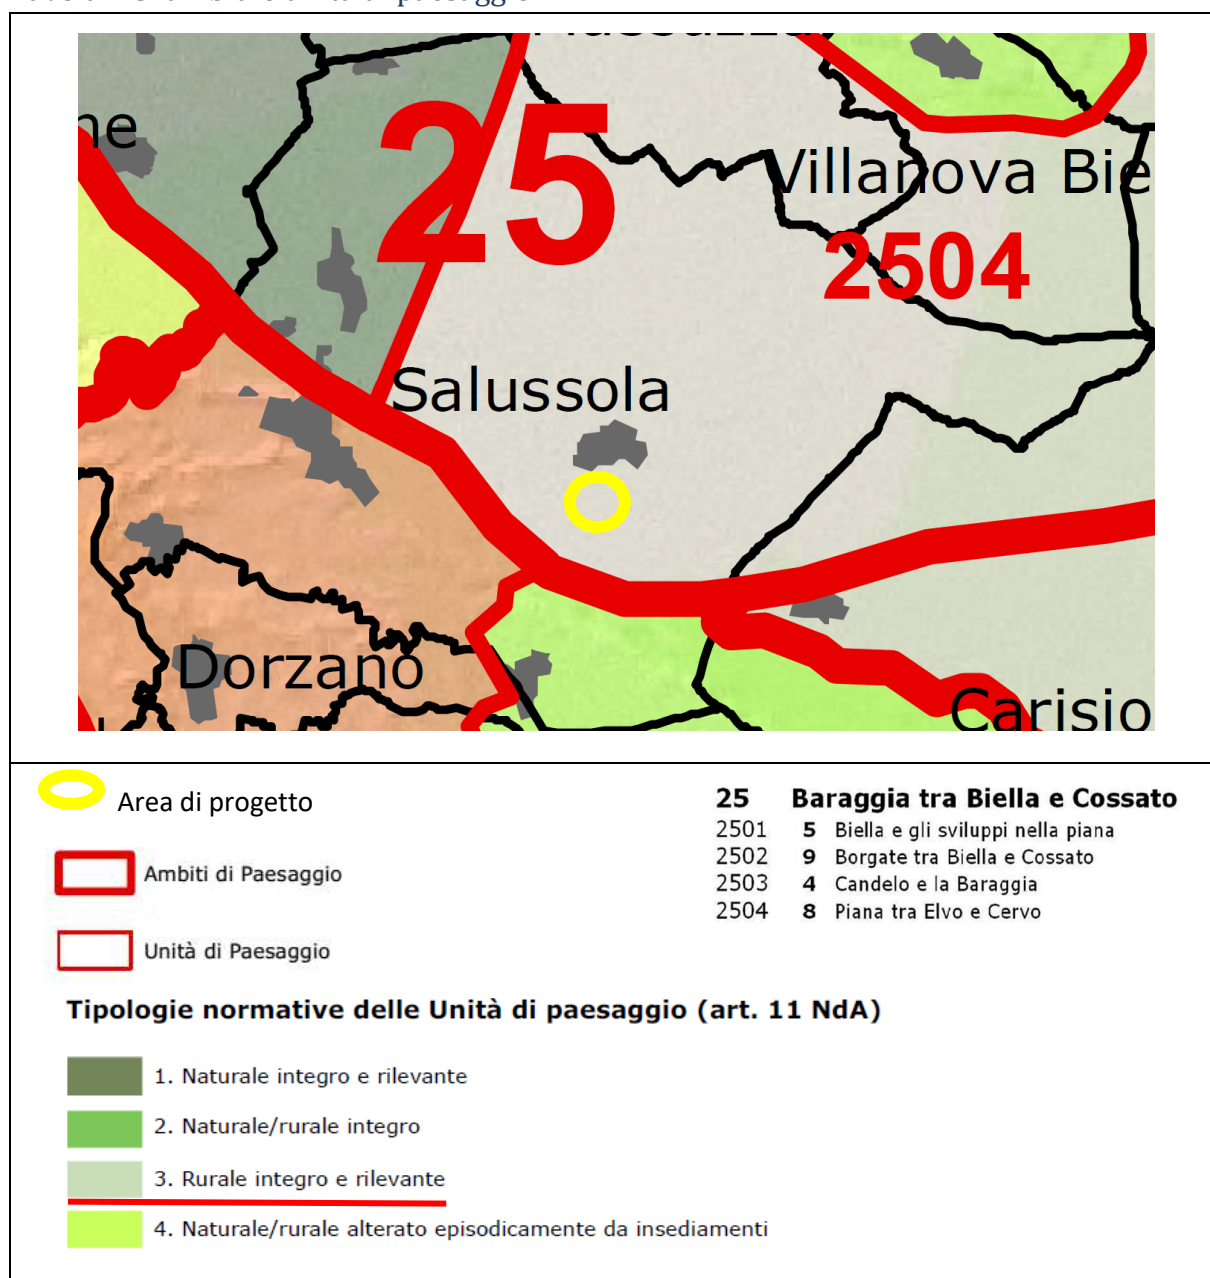 ne
25
Villanova Bie
2504
Salussola
Dorzano
Carisio
Area di progetto
Ambiti di Paesaggio
Unità di Paesaggio
25 Baraggia tra Biella e Cossato
2501 5 Biella e gli sviluppi nella piana
2502 9 Borgate tra Biella e Cossato
2503 4 Candelo e la Baraggia
2504 8 Piana tra Elvo e Cervo
Tipologie normative delle Unità di paesaggio (art. 11 NdA)
1. Naturale integro e rilevante
2. Naturale/rurale integro
3. Rurale integro e rilevante
4. Naturale/rurale alterato episodicamente da insediamenti